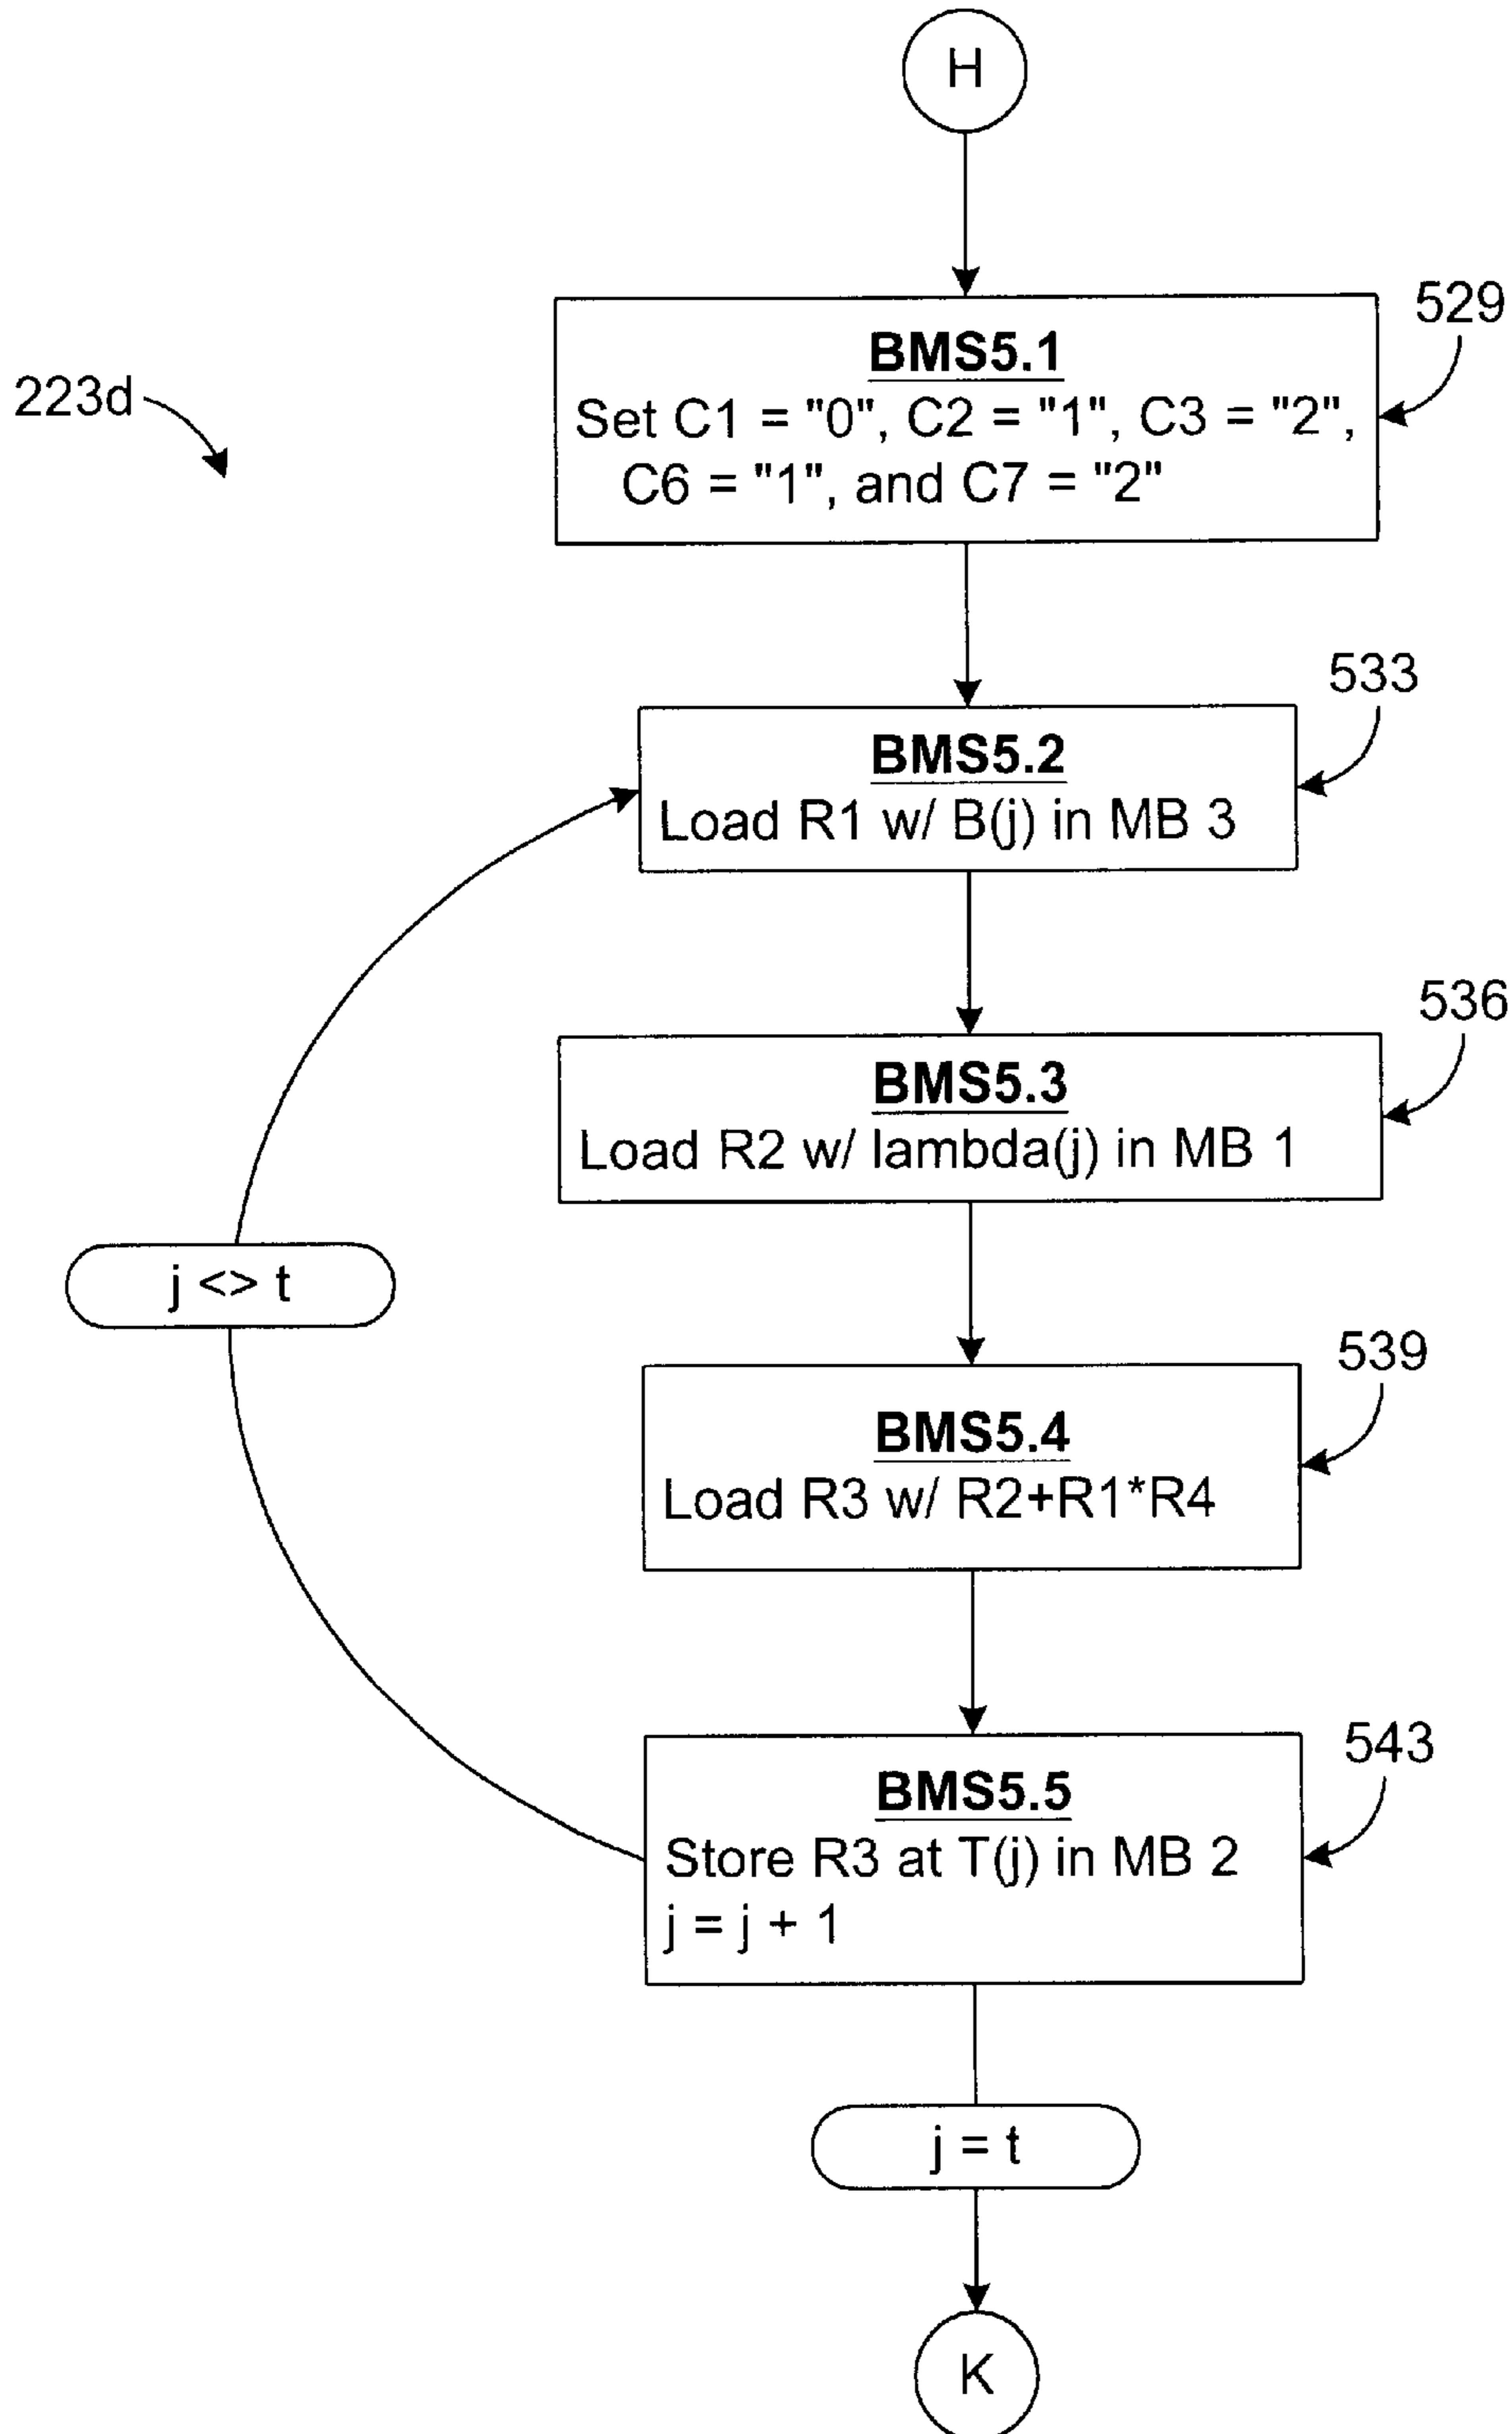 H
529
BMS5.1
223d
Set C1 = "0", C2 = "1", C3 = "2",
C6 = "1", and C7 = "2"
533
BMS5.2
Load R1 w/ B(j) in MB 3
536
BMS5.3
Load R2 w/ lambda(j) in MB 1
j <> t
539
BMS5.4
Load R3 w/ R2+R1*R4
543
BMS5.5
Store R3 at T(j) in MB 2
j = j + 1
j = t
K